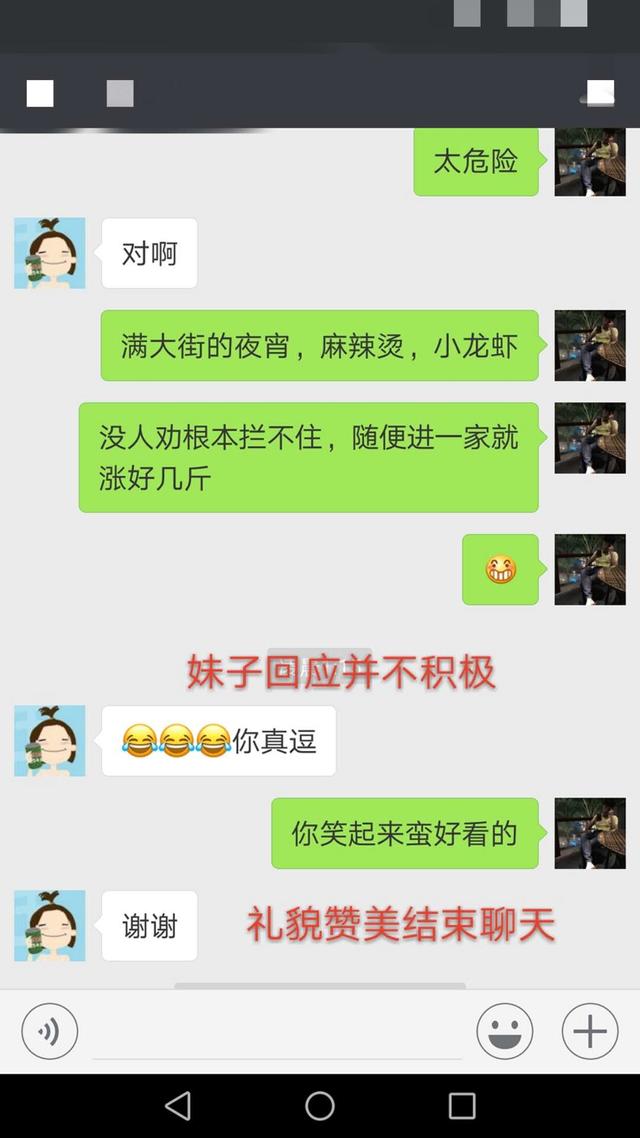 太危险
对啊
满大街的夜宵，麻辣烫，小龙虾
没人劝根本拦不住，随便进一家就
涨好几斤
妹子回应并不积极
😂😂😂你真逗
你笑起来蛮好看的
谢谢
礼貌赞美结束聊天